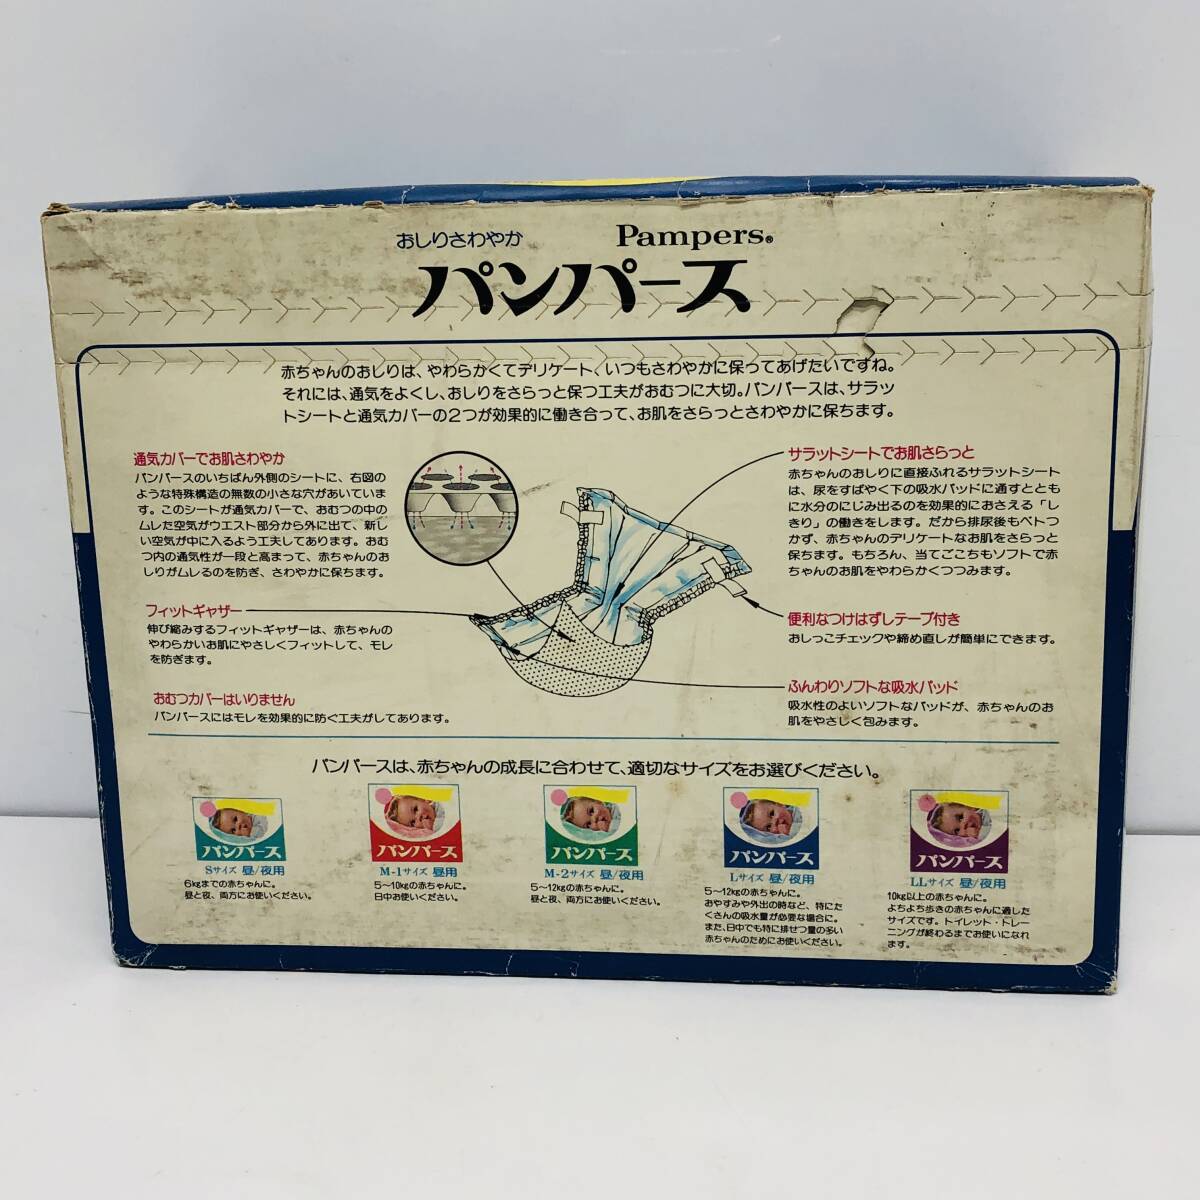 おしりさわやか
Pampers®
パンパース
赤ちゃんのおしりは、やわらかくてデリケート、いつもさわやかに保ってあげたいですね。
それには、通気をよくし、おしりをさらっと保つ工夫がおむつに大切。パンパースは、サラッ
トシートと通気カバーの2つが効果的に働き合って、お肌をさらっとさわやかに保ちます。
通気カバーでお肌さわやか
パンパースのいちばん外側のシートに、右図の
ような特殊構造の無数の小さな穴があいていま
す。このシートが通気カバーで、おむつの中の
ムレた空気がウエスト部分から外に出て、新し
い空気が中に入るよう工夫してあります。おむ
つ内の通気性が一段と高まって、赤ちゃんのお
しりがムレるのを防ぎ、さわやかに保ちます。
フィットギャザー
伸び縮みするフィットギャザーは、赤ちゃんの
やわらかいお肌にやさしくフィットして、モレ
を防ぎます。
おむつカバーはいりません
パンパースにはモレを効果的に防ぐ工夫がしてあります。
サラットシートでお肌さらっと
赤ちゃんのおしりに直接ふれるサラットシート
は、尿をすばやく下の吸水パッドに通すととも
に水分のにじみ出るのを効果的におさえる「し
きり」の働きをします。だから排尿後もベトつ
かず、赤ちゃんのデリケートなお肌をさらっと
保ちます。もちろん、当てごこちもソフトで赤
ちゃんのお肌をやわらかくつつみます。
便利なつけはずしテープ付き
おしっこチェックや締め直しが簡単にできます。
ふんわりソフトな吸水パッド
吸水性のよいソフトなパッドが、赤ちゃんのお
肌をやさしく包みます。
パンパースは、赤ちゃんの成長に合わせて、適切なサイズをお選びください。
パンパース
Sサイズ 昼/夜用
6kgまでの赤ちゃんに。
昼と夜、両方にお使いください。
パンパース
M-1サイズ 昼用
5〜10kgの赤ちゃんに。
日中お使いください。
パンパース
M-2サイズ 昼/夜用
5〜12kgの赤ちゃんに。
昼と夜、両方にお使いください。
パンパース
Lサイズ 昼/夜用
5〜12kgの赤ちゃんに。
おやすみや外出の時など、特にた
くさんの吸水量が必要な場合に。
また、日中でも特に排せつ量の多い
赤ちゃんのためにお使いください。
パンパース
LLサイズ 昼/夜用
10kg以上の赤ちゃんに。
よちよち歩きの赤ちゃんに適した
サイズです。トイレット・トレー
ニングが終わるまでお使いになれ
ます。